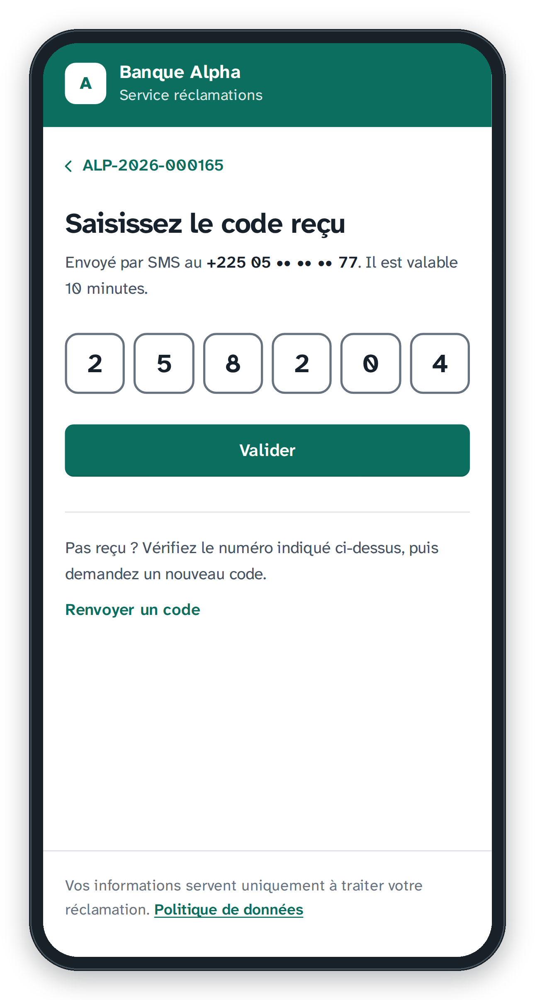 A
Banque Alpha
Service réclamations
ALP-2026-000165
Saisissez le code reçu
Envoyé par SMS au +225 05 •• •• •• 77. Il est valable
10 minutes.
2 5 8 2 0 4
Valider
Pas reçu ? Vérifiez le numéro indiqué ci-dessus, puis
demandez un nouveau code.
Renvoyer un code
Vos informations servent uniquement à traiter votre
réclamation. Politique de données